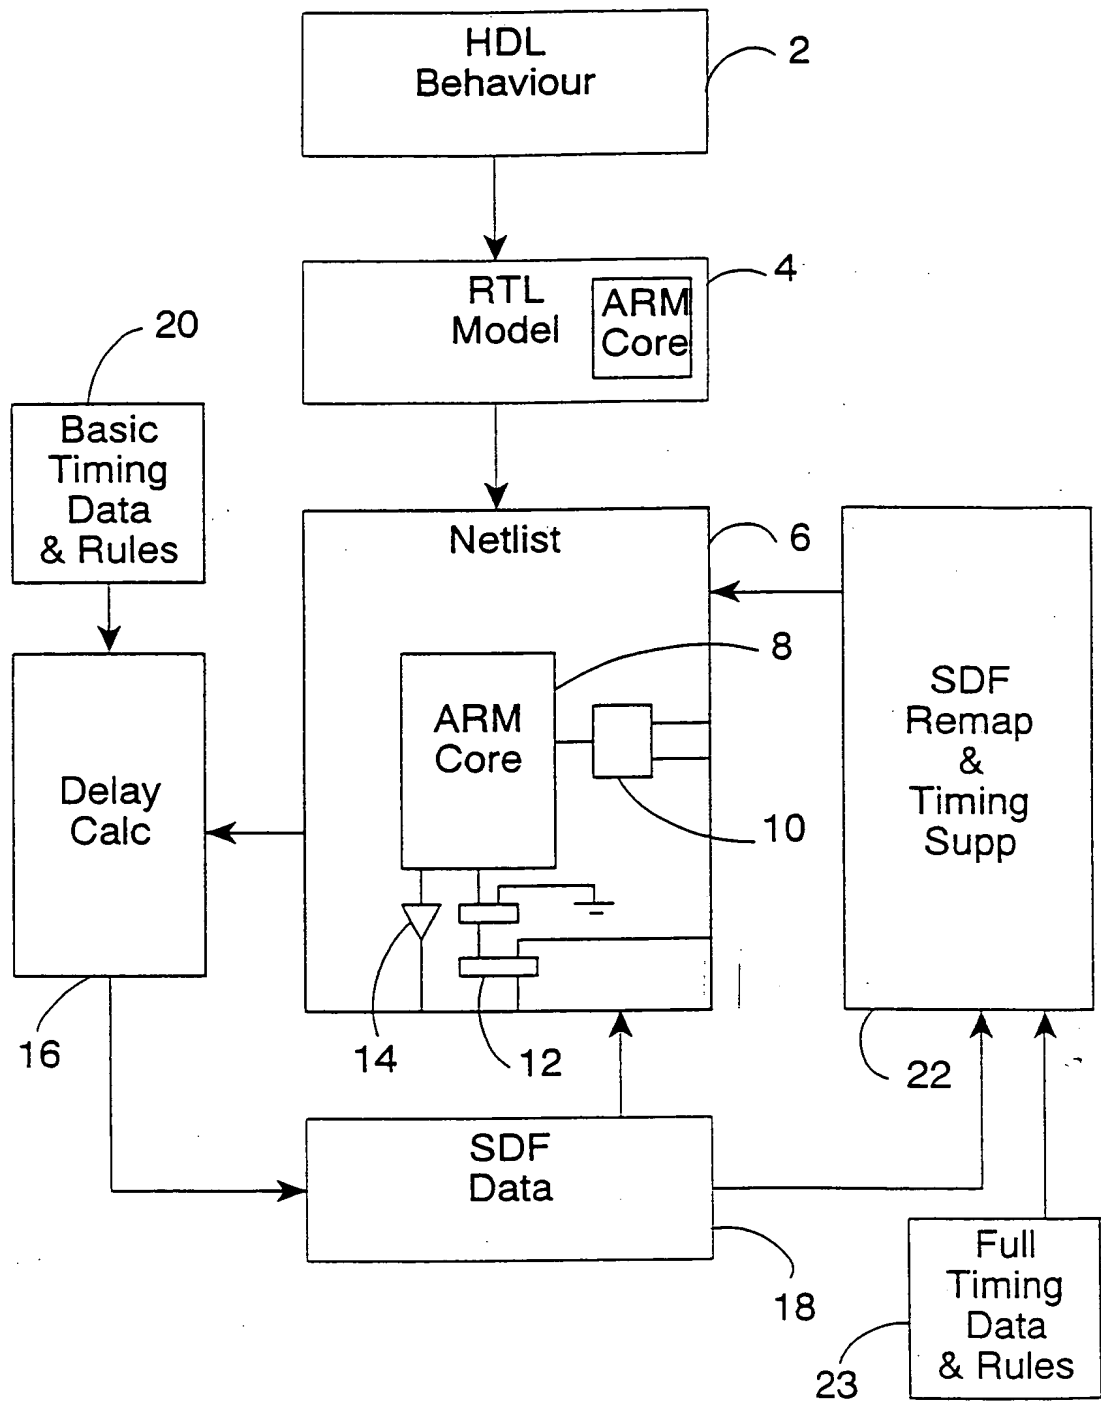 HDL
Behaviour
2
RTL
Model
ARM
Core
4
20
Basic
Timing
Data
& Rules
Netlist
6
8
ARM
Core
10
Delay
Calc
SDF
Remap
&
Timing
Supp
16
14
12
22
SDF
Data
18
Full
Timing
Data
& Rules
23